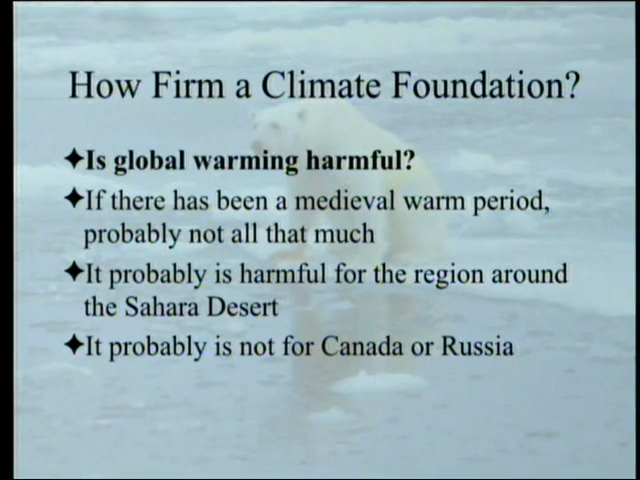 How Firm a Climate Foundation?
✦Is global warming harmful?
✦If there has been a medieval warm period,
probably not all that much
✦It probably is harmful for the region around
the Sahara Desert
✦It probably is not for Canada or Russia